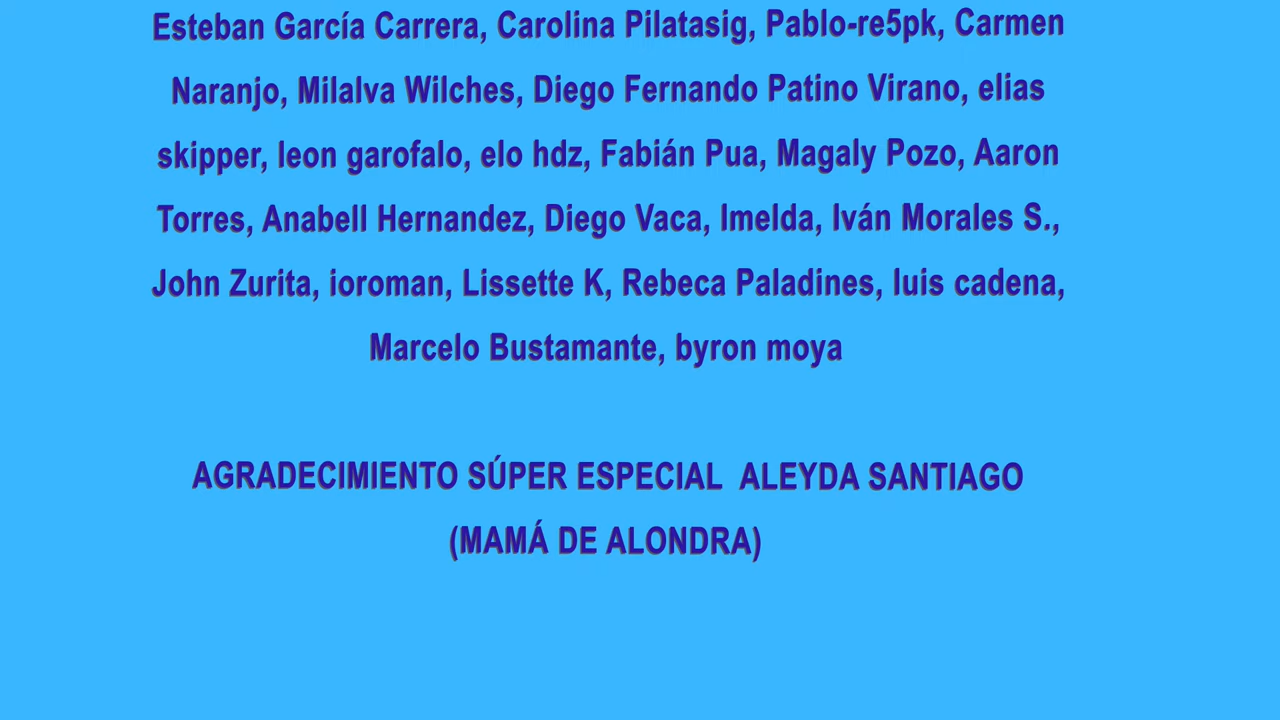 Esteban García Carrera, Carolina Pilatasig, Pablo-re5pk, Carmen
Naranjo, Milalva Wilches, Diego Fernando Patino Virano, elias
skipper, leon garofalo, elo hdz, Fabián Pua, Magaly Pozo, Aaron
Torres, Anabell Hernandez, Diego Vaca, Imelda, Iván Morales S.,
John Zurita, ioroman, Lissette K, Rebeca Paladines, luis cadena,
Marcelo Bustamante, byron moya
AGRADECIMIENTO SÚPER ESPECIAL  ALEYDA SANTIAGO
(MAMÁ DE ALONDRA)